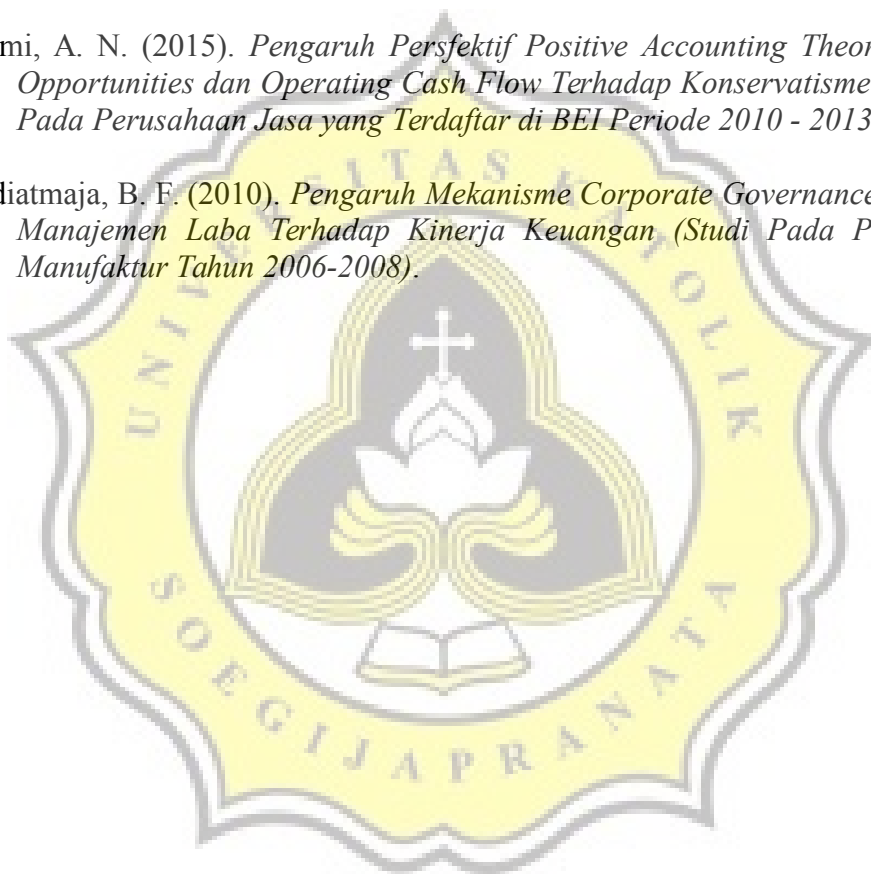 mi, A. N. (2015). Pengaruh Persfektif Positive Accounting Theor
Opportunities dan Operating Cash Flow Terhadap Konservatisme
Pada Perusahaan Jasa yang Terdaftar di BEI Periode 2010 - 2013
diatmaja, B. F. (2010). Pengaruh Mekanisme Corporate Governance
Manajemen Laba Terhadap Kinerja Keuangan (Studi Pada P
Manufaktur Tahun 2006-2008).
UNIVERSITAS KATOLIK
SOEGIJAPRANATA